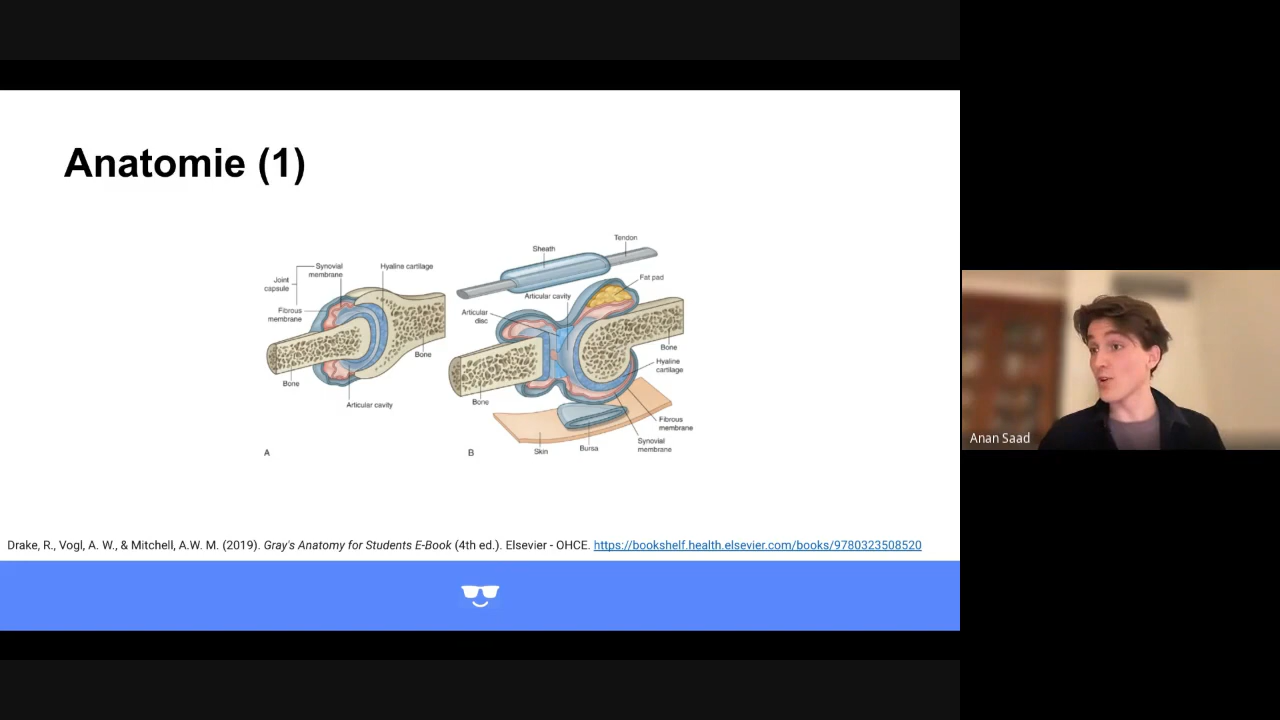 Anatomie (1)
Synovial
membrane
Hyaline cartilage
Joint
capsule
Fibrous
membrane
Bone
Bone
Articular cavity
A
Tendon
Sheath
Fat pad
Articular cavity
Articular
disc
Bone
Hyaline
cartilage
Bone
Fibrous
membrane
Synovial
membrane
Skin
Bursa
B
Drake, R., Vogl, A. W., & Mitchell, A.W. M. (2019). Gray's Anatomy for Students E-Book (4th ed.). Elsevier - OHCE. https://bookshelf.health.elsevier.com/books/9780323508520
Anan Saad